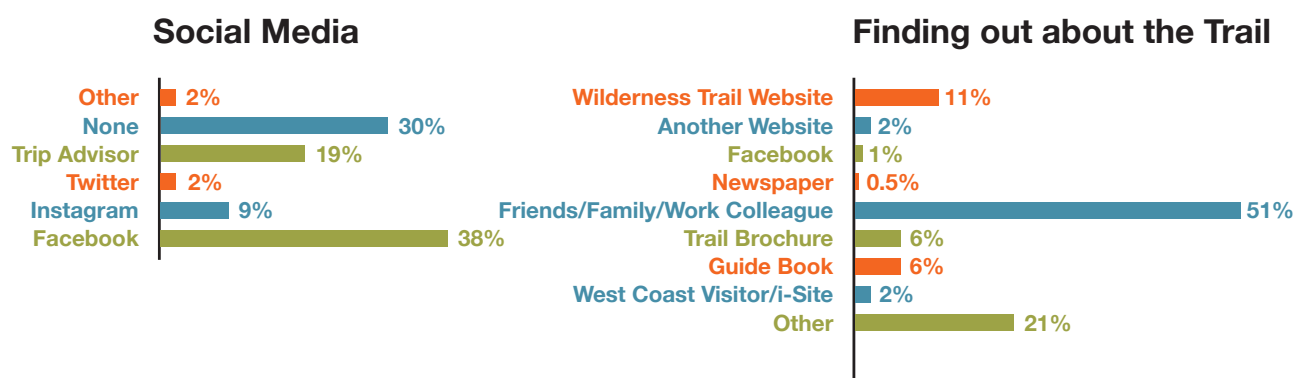 Social Media
Other 2%
None 30%
Trip Advisor 19%
Twitter 2%
Instagram 9%
Facebook 38%
Finding out about the Trail
Wilderness Trail Website 11%
Another Website 2%
Facebook 1%
Newspaper 0.5%
Friends/Family/Work Colleague 51%
Trail Brochure 6%
Guide Book 6%
West Coast Visitor/i-Site 2%
Other 21%